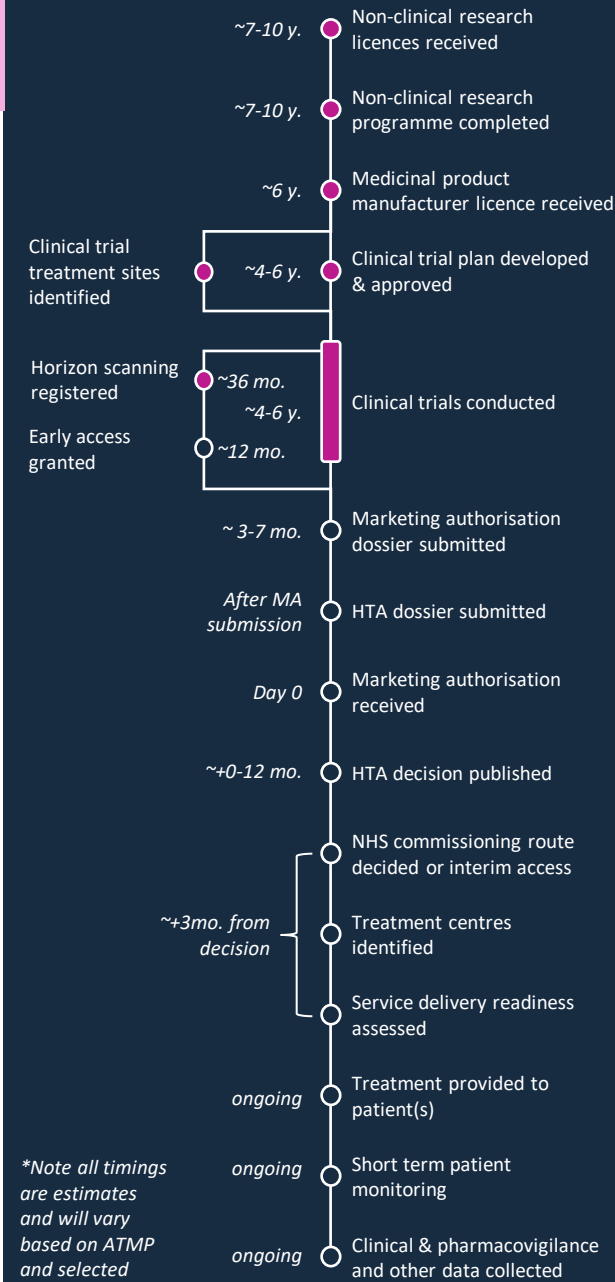 ~7-10 y.
Non-clinical research
licences received
~7-10 y.
Non-clinical research
programme completed
~6 y.
Medicinal product
manufacturer licence received
Clinical trial
treatment sites
identified
~4-6 y.
Clinical trial plan developed
& approved
Horizon scanning
registered
~36 mo.
~4-6 y.
Clinical trials conducted
Early access
granted
~12 mo.
~ 3-7 mo.
Marketing authorisation
dossier submitted
After MA
submission
HTA dossier submitted
Day 0
Marketing authorisation
received
~+0-12 mo.
HTA decision published
NHS commissioning route
decided or interim access
~+3mo. from
decision
Treatment centres
identified
Service delivery readiness
assessed
ongoing
Treatment provided to
patient(s)
ongoing
Short term patient
monitoring
ongoing
Clinical & pharmacovigilance
and other data collected
*Note all timings
are estimates
and will vary
based on ATMP
and selected